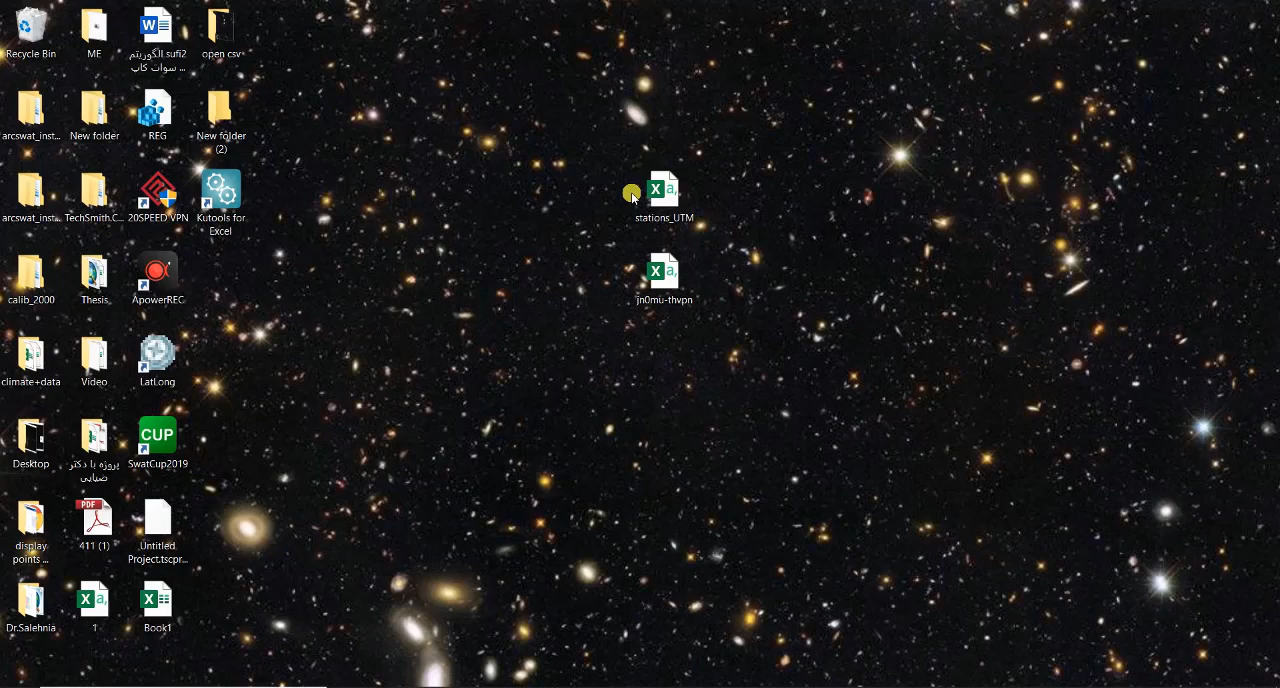 Recycle Bin
ME
الگوریتم sufi2
سوات کاپ ...
open csv
arcswat_inst...
New folder
REG
New folder
(2)
arcswat_inst...
TechSmith.C...
20SPEED VPN
Kutools for
Excel
stations_UTM
calib_2000
Thesis
ApowerREC
jn0mu-thvpn
climate+data
Video
LatLong
Desktop
پروژه با دکتر
ضیایی
CUP
SwatCup2019
display
points ...
PDF
411 (1)
Untitled
Project.tscpr...
Dr.Salehnia
1
Book1